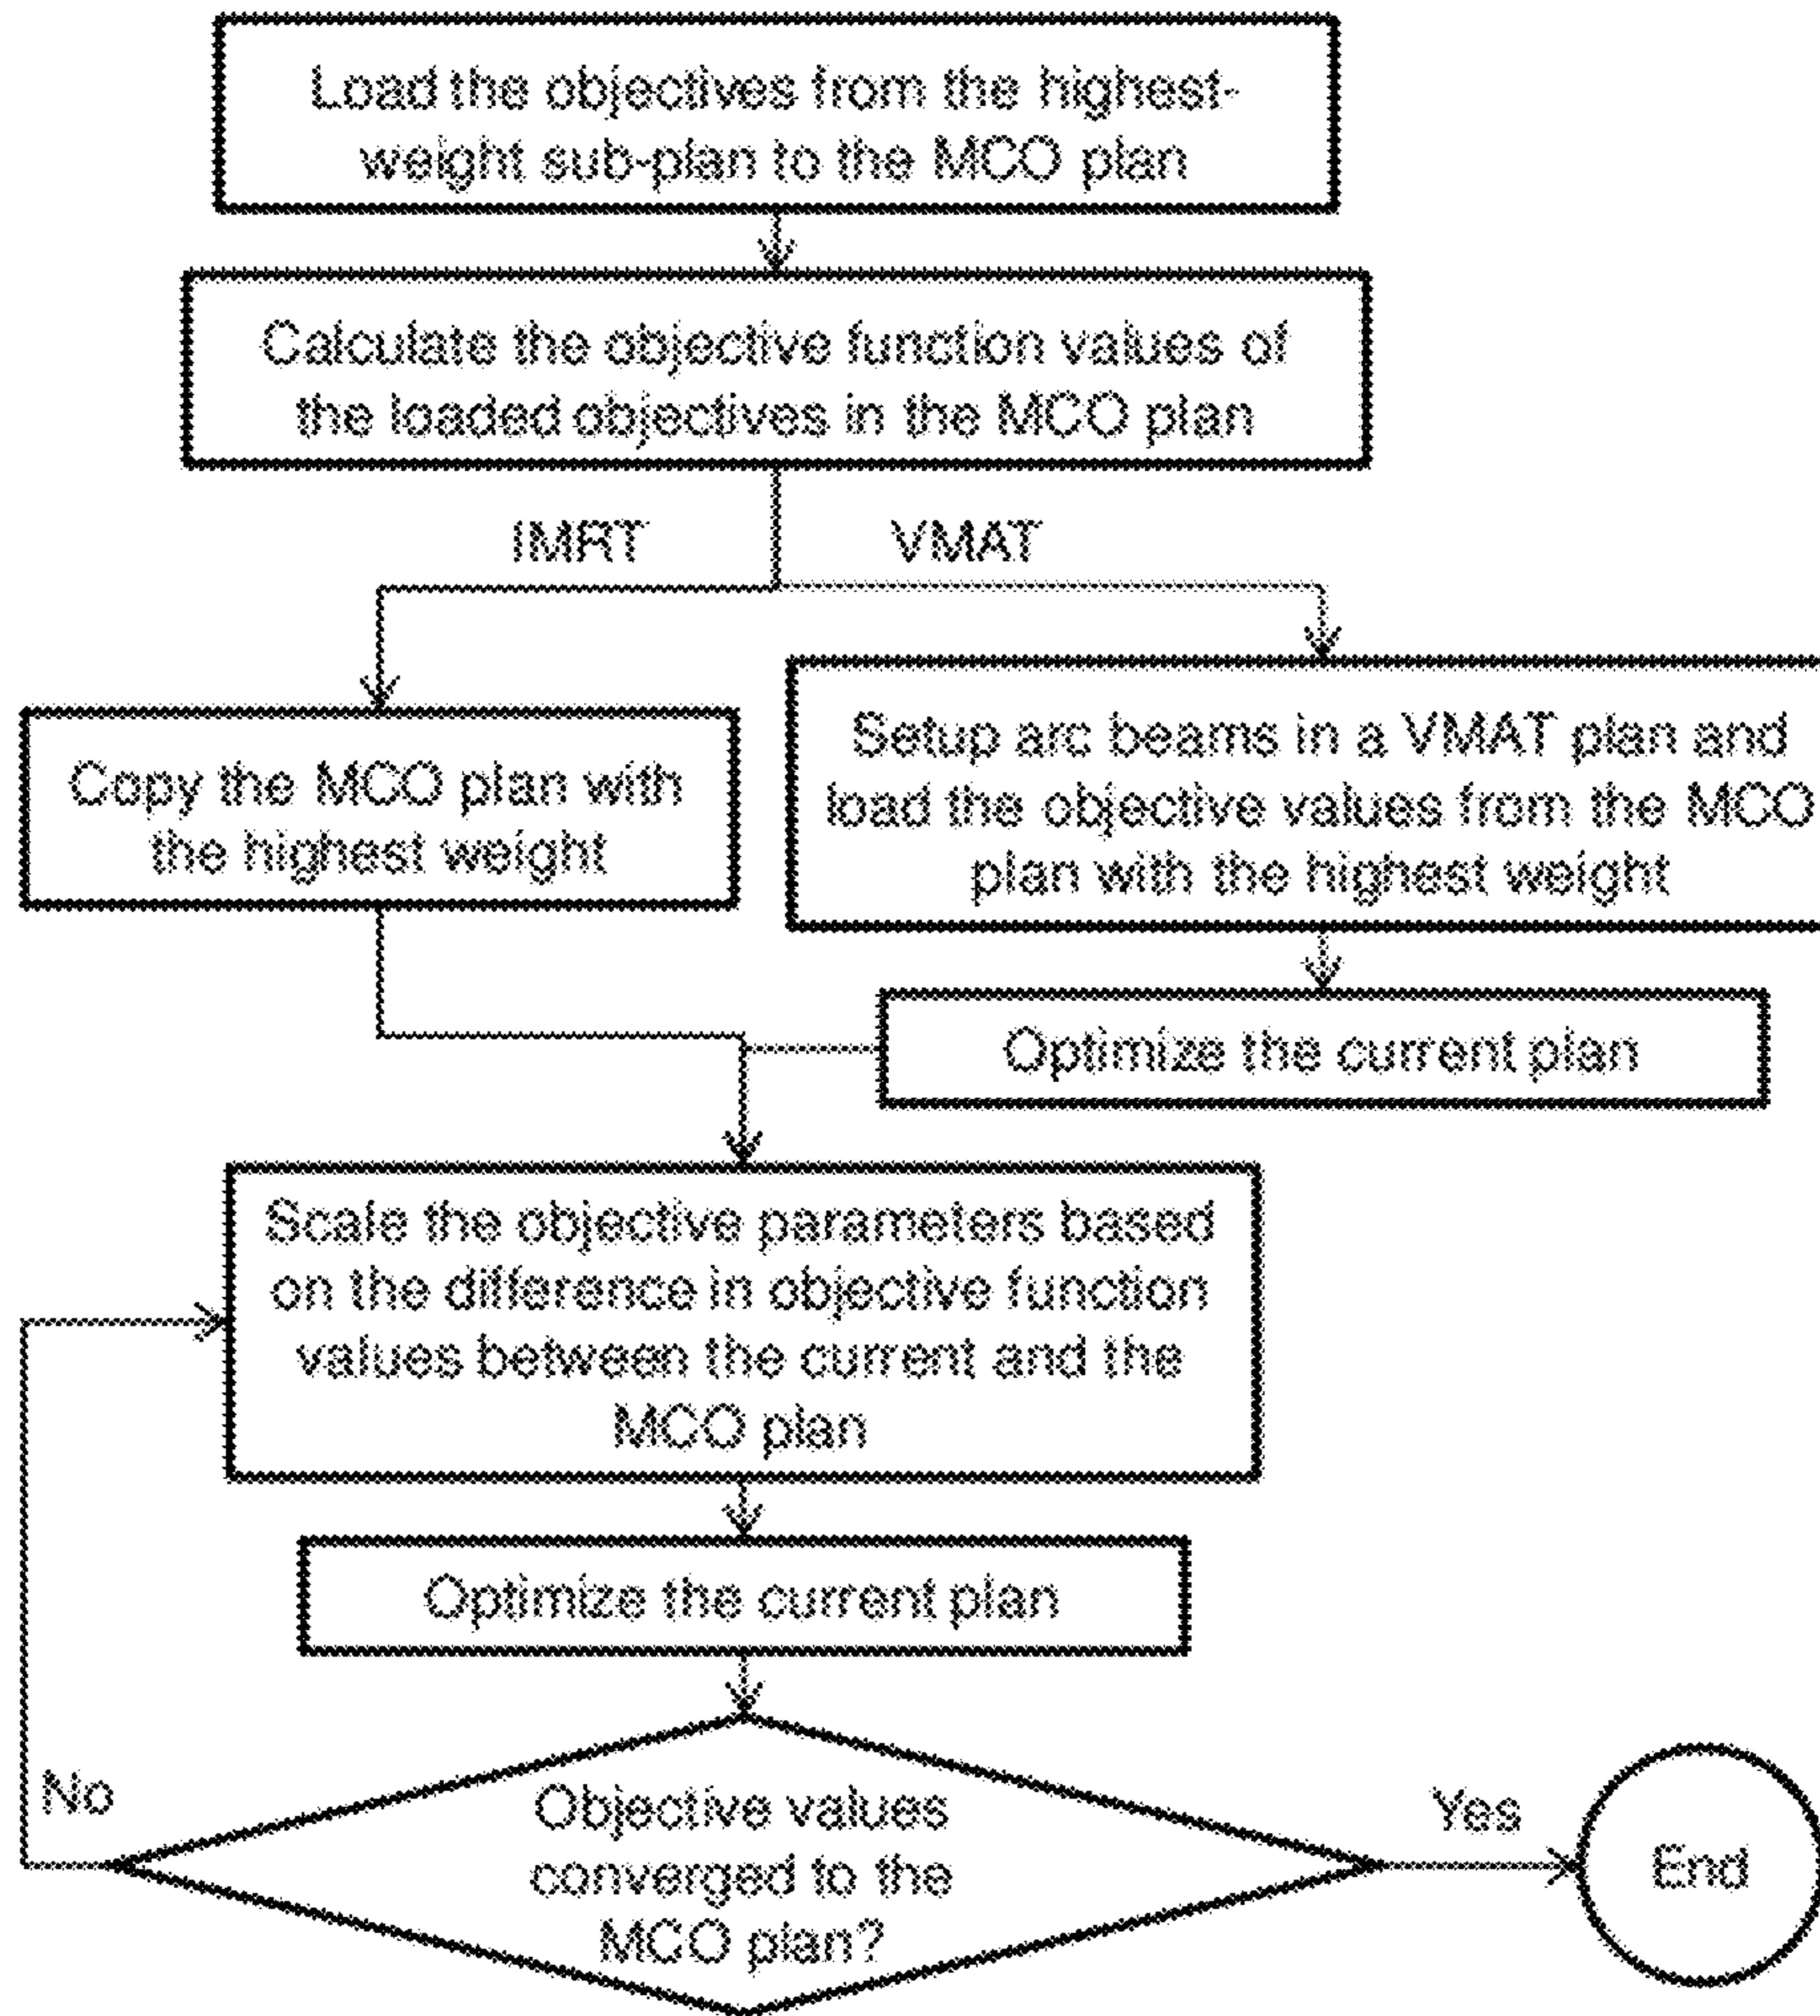 Load the objectives from the highest-
weight sub-plan to the MCO plan
Calculate the objective function values of
the loaded objectives in the MCO plan
IMRT
VMAT
Copy the MCO plan with
the highest weight
Setup arc beams in a VMAT plan and
load the objective values from the MCO
plan with the highest weight
Optimize the current plan
Scale the objective parameters based
on the difference in objective function
values between the current and the
MCO plan
Optimize the current plan
No
Objective values
converged to the
MCO plan?
Yes
End